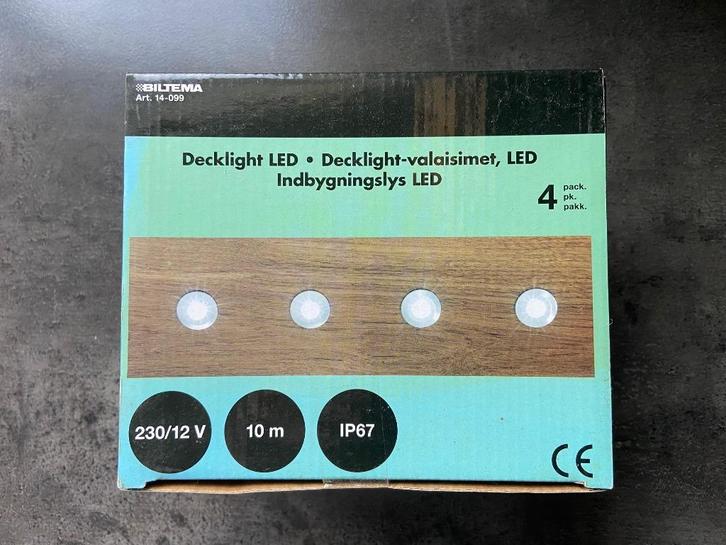 BILTEMA
Art. 14-099
Decklight LED • Decklight-valaisimet, LED
Indbygningslys LED
4 pack.
pk.
pakk.
230/12 V
10 m
IP67
CE